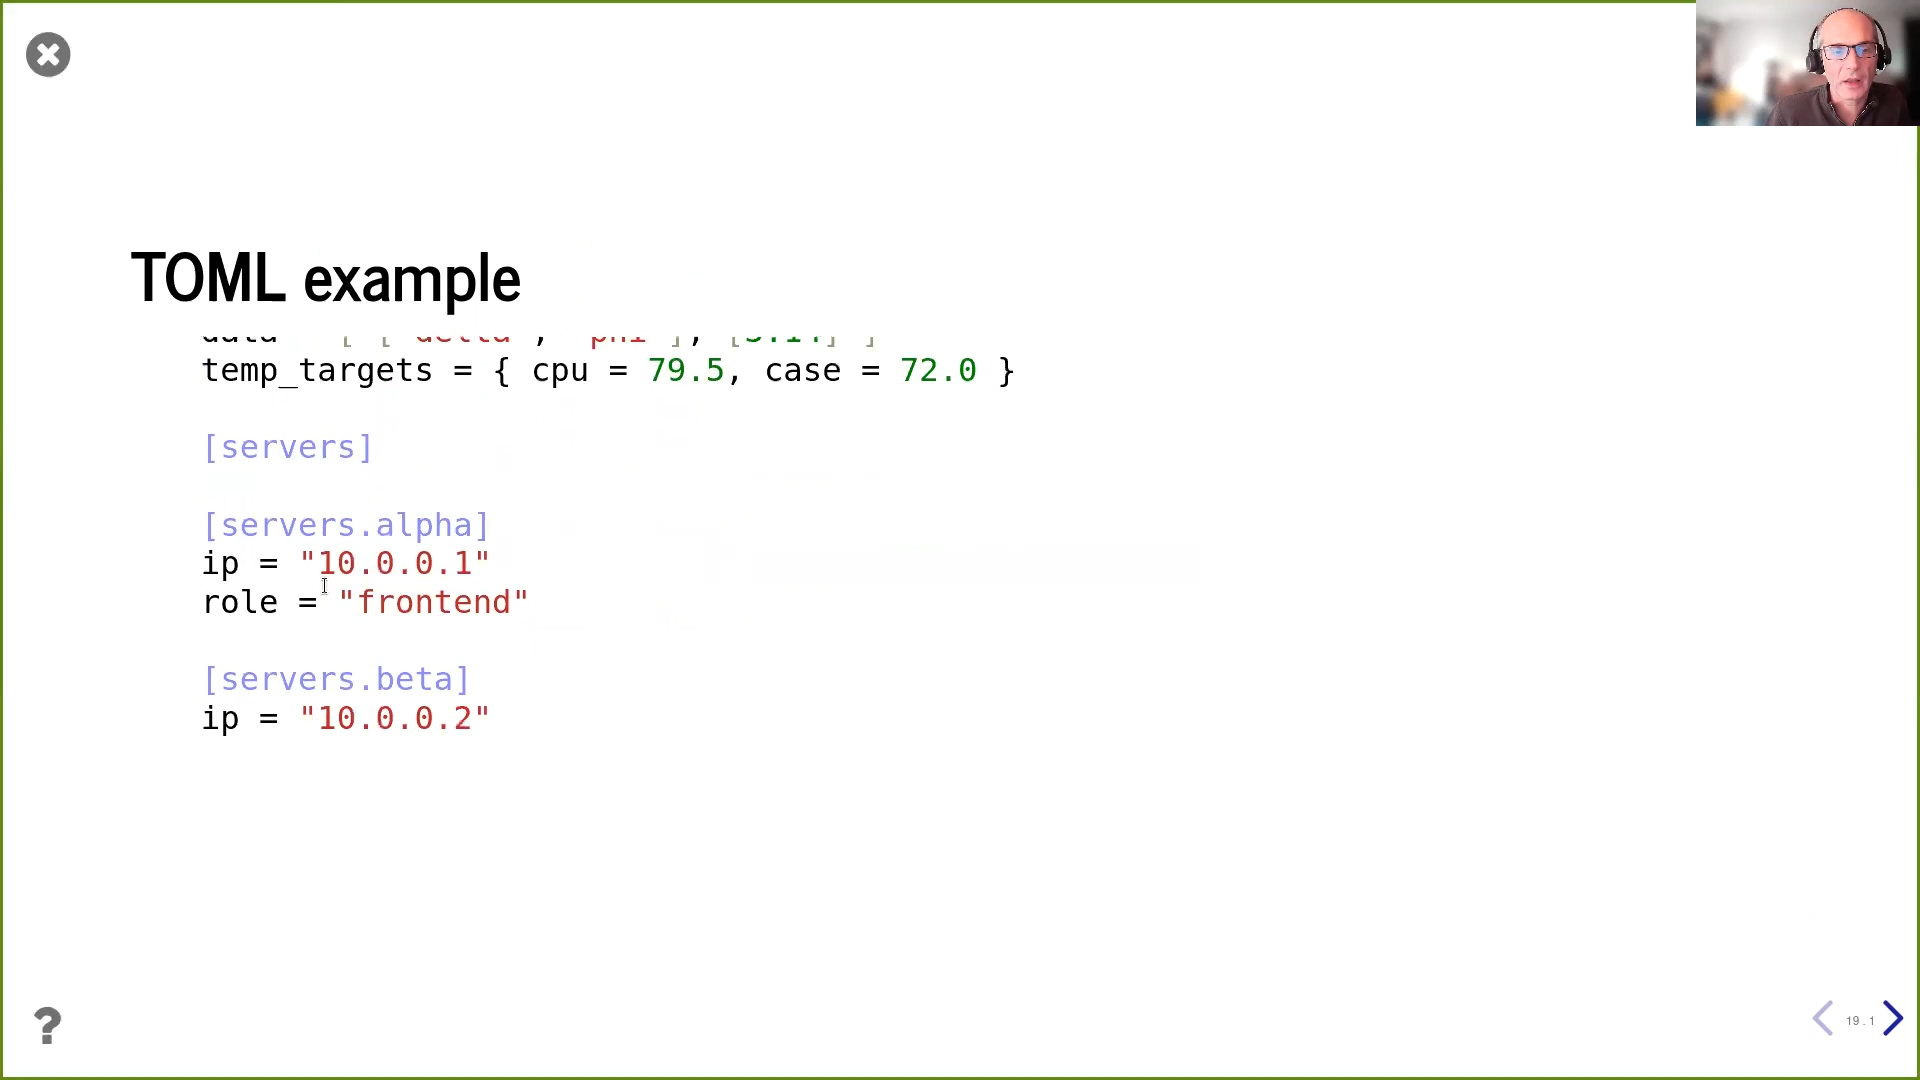 TOML example
temp_targets = { cpu = 79.5, case = 72.0 }
[servers]
[servers.alpha]
ip = "10.0.0.1"
role = "frontend"
[servers.beta]
ip = "10.0.0.2"
?
19.1